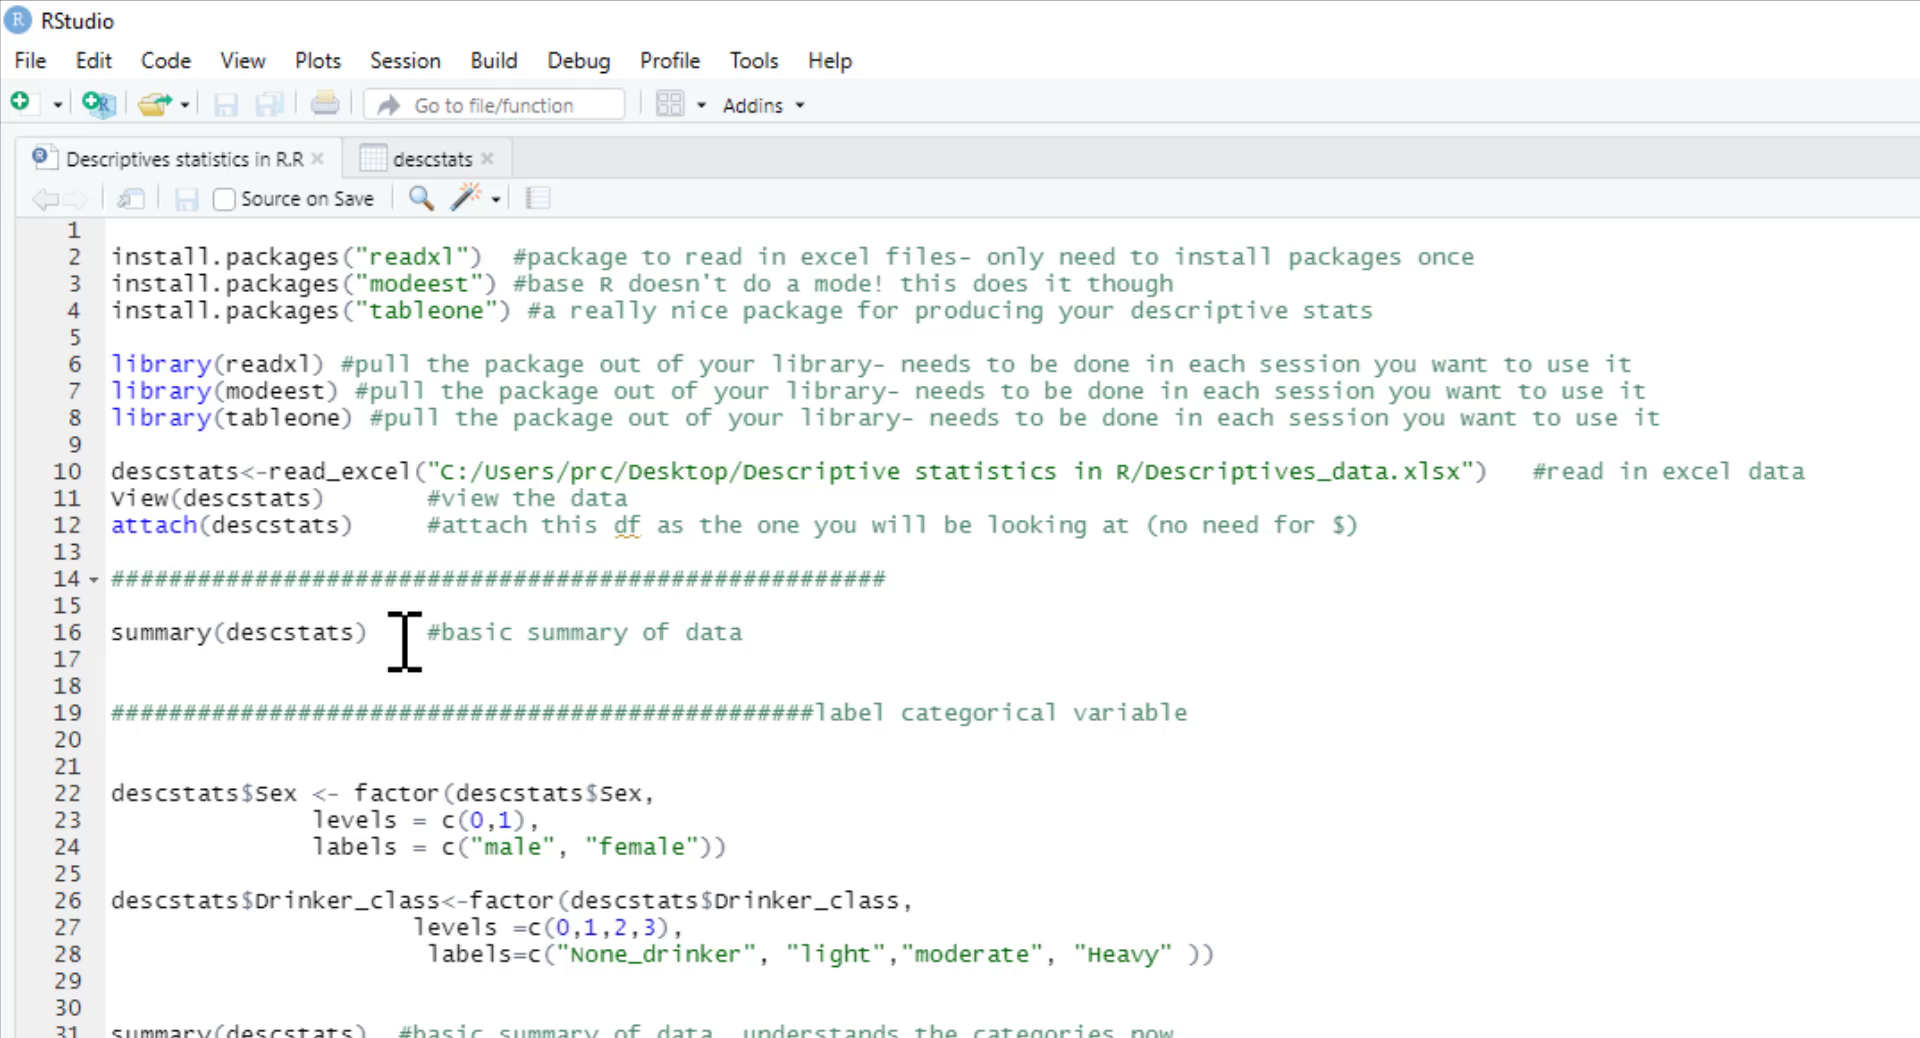 RStudio
File Edit Code View Plots Session Build Debug Profile Tools Help
Go to file/function Addins
Descriptives statistics in R.R descstats
Source on Save
1
2 install.packages("readxl")  #package to read in excel files- only need to install packages once
3 install.packages("modeest") #base R doesn't do a mode! this does it though
4 install.packages("tableone") #a really nice package for producing your descriptive stats
5
6 library(readxl) #pull the package out of your library- needs to be done in each session you want to use it
7 library(modeest) #pull the package out of your library- needs to be done in each session you want to use it
8 library(tableone) #pull the package out of your library- needs to be done in each session you want to use it
9
10 descstats<-read_excel("C:/Users/prc/Desktop/Descriptive statistics in R/Descriptives_data.xlsx")   #read in excel data
11 View(descstats)       #view the data
12 attach(descstats)     #attach this df as the one you will be looking at (no need for $)
13
14 ######################################################
15
16 summary(descstats)    #basic summary of data
17
18
19 #################################################label categorical variable
20
21
22 descstats$Sex <- factor(descstats$Sex,
23               levels = c(0,1),
24               labels = c("male", "female"))
25
26 descstats$Drinker_class<-factor(descstats$Drinker_class,
27                      levels =c(0,1,2,3),
28                       labels=c("None_drinker", "light","moderate", "Heavy" ))
29
30
31 summary(descstats)  #basic summary of data  understands the categories now